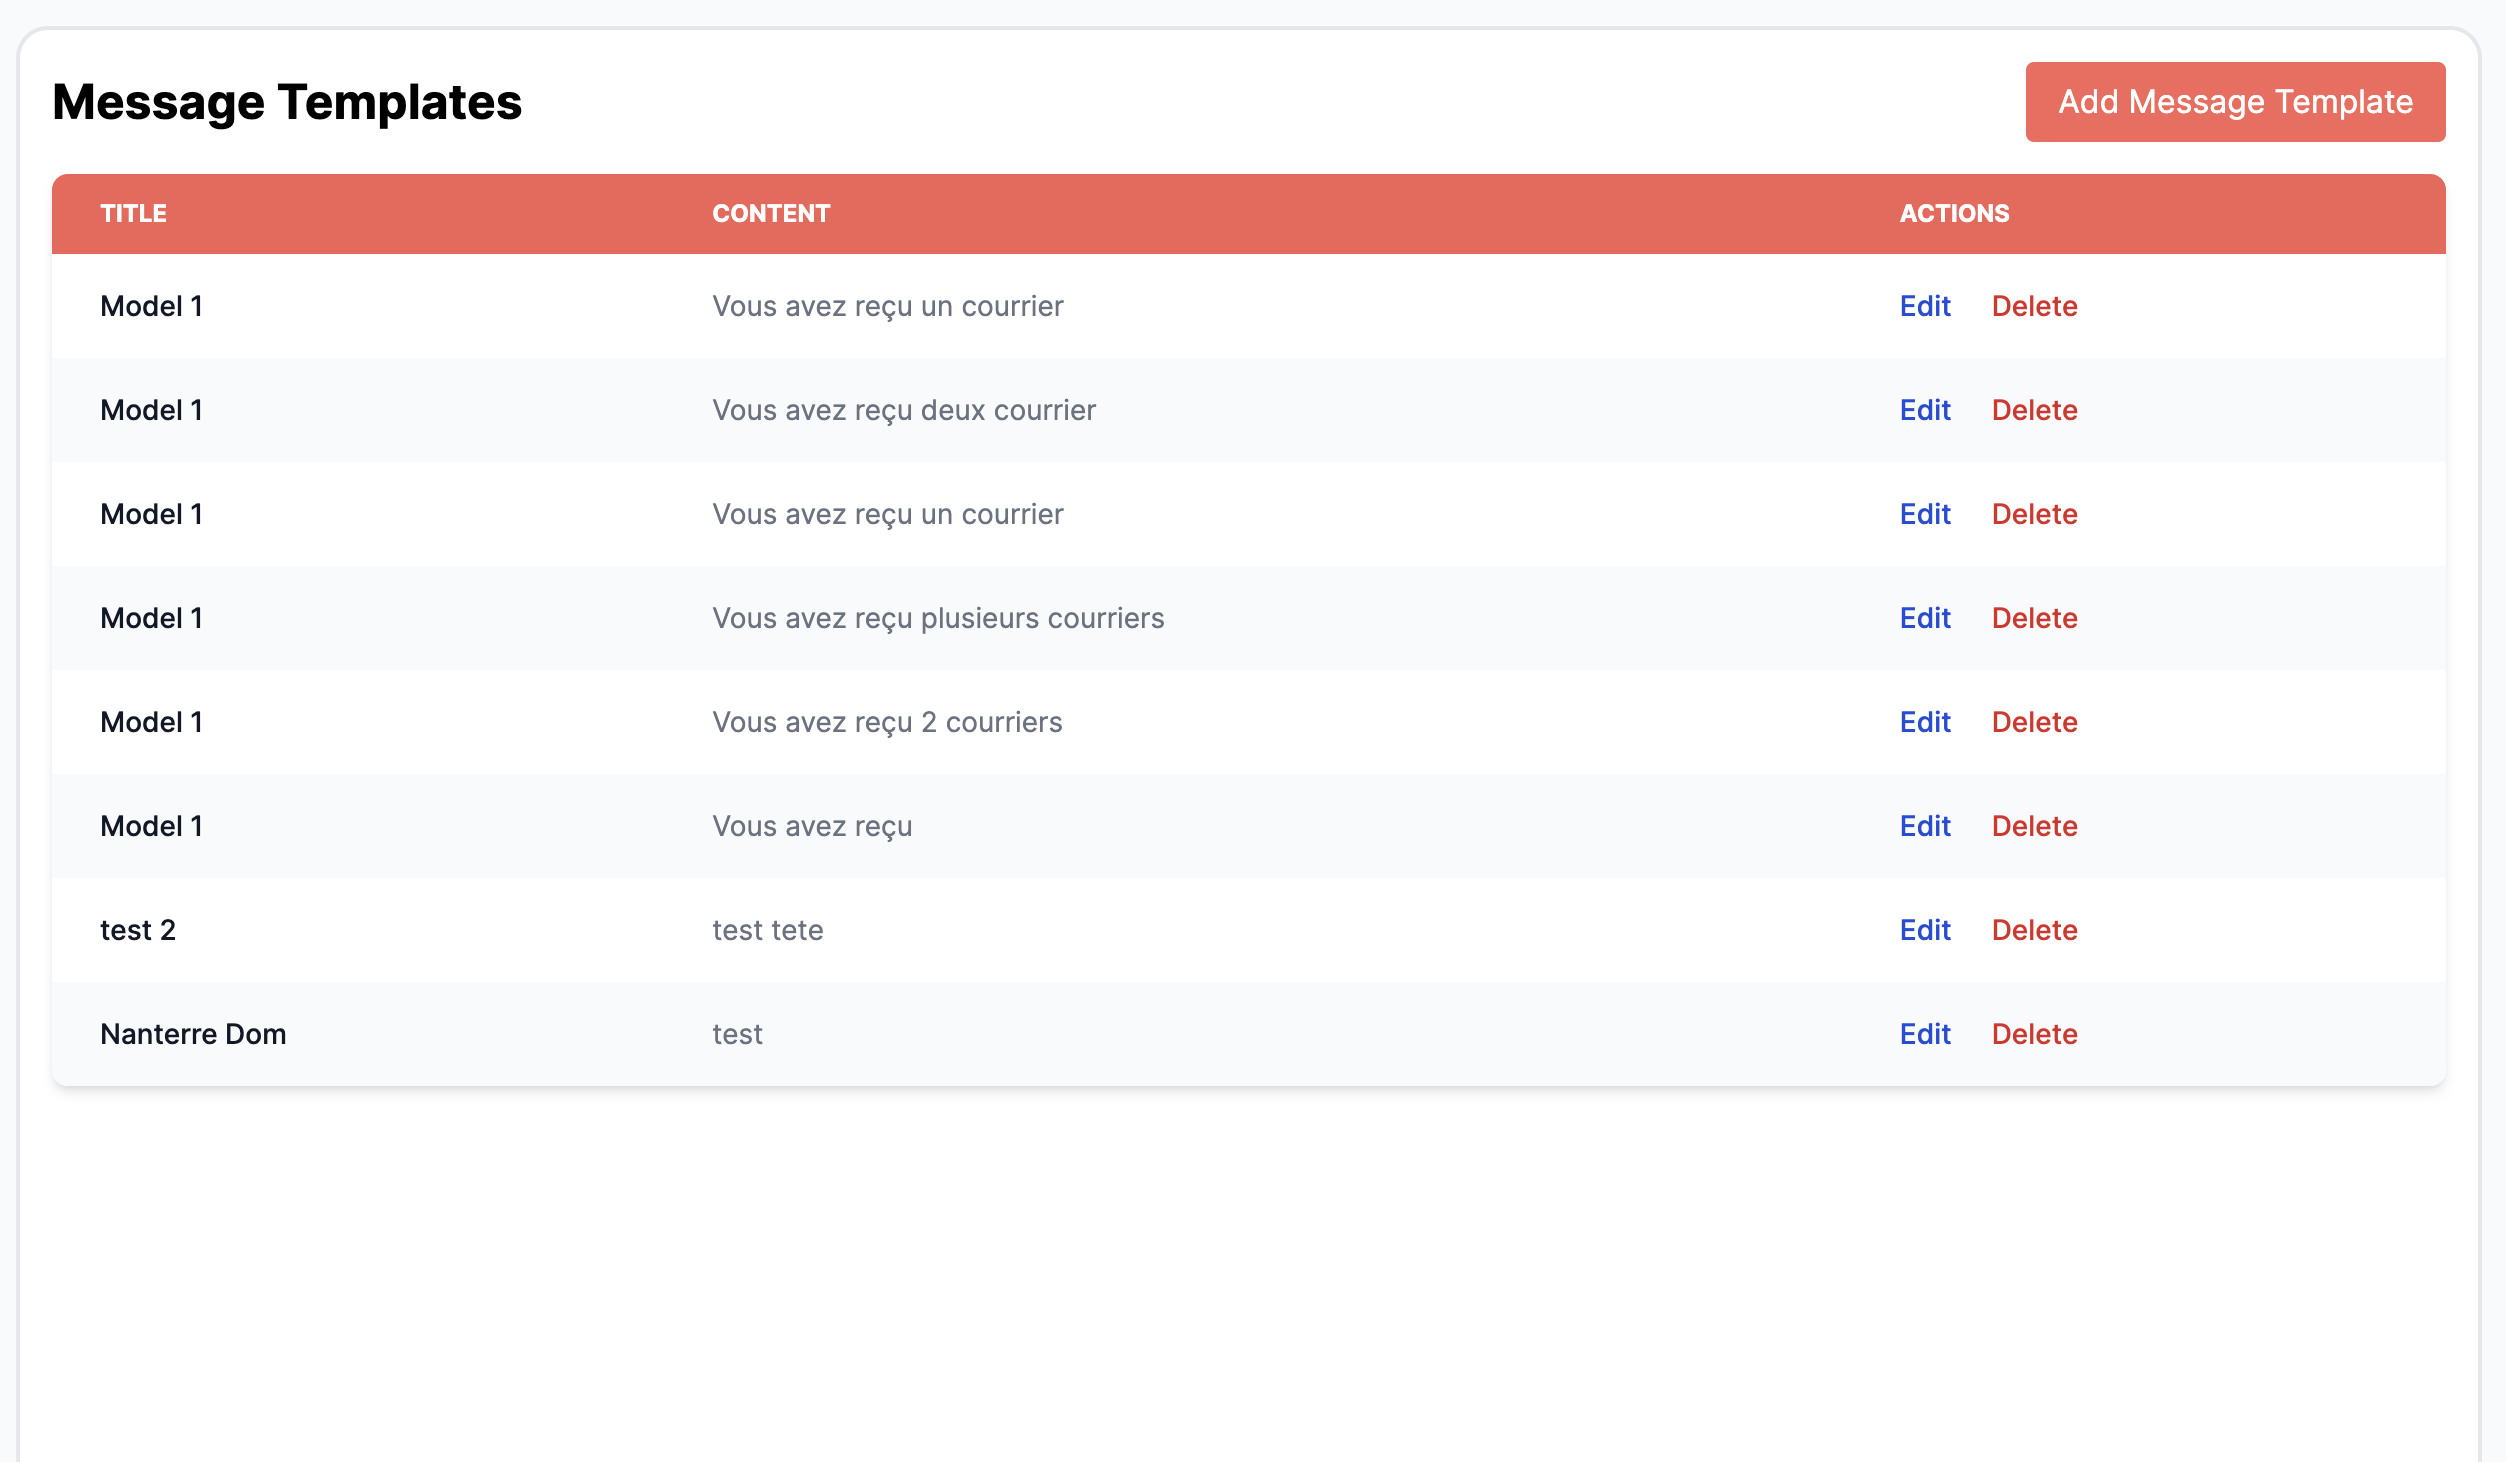 Message Templates
Add Message Template
TITLE CONTENT ACTIONS
Model 1 Vous avez reçu un courrier Edit Delete
Model 1 Vous avez reçu deux courrier Edit Delete
Model 1 Vous avez reçu un courrier Edit Delete
Model 1 Vous avez reçu plusieurs courriers Edit Delete
Model 1 Vous avez reçu 2 courriers Edit Delete
Model 1 Vous avez reçu Edit Delete
test 2 test tete Edit Delete
Nanterre Dom test Edit Delete